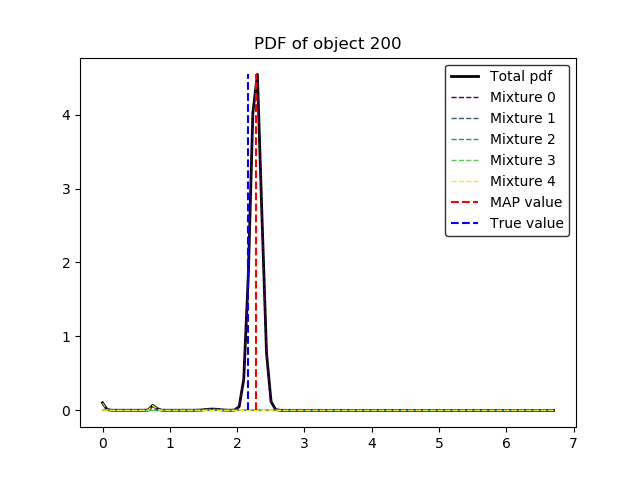 PDF of object 200
Total pdf
Mixture 0
Mixture 1
Mixture 2
Mixture 3
Mixture 4
MAP value
True value
4
3
2
1
0
0 1 2 3 4 5 6 7